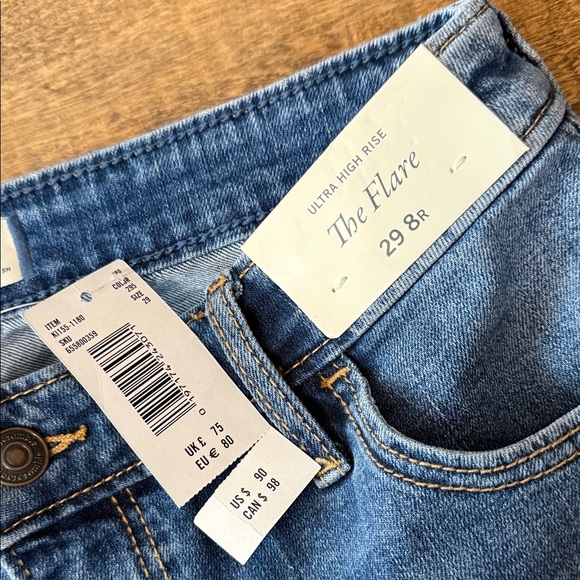 ULTRA HIGH RISE
The Flare
29 8R
ITEM
KI155-1180
SKU
655800359
COLOR
295
SIZE
29
UK £ 75
EU € 80
US $ 90
CAN $ 98